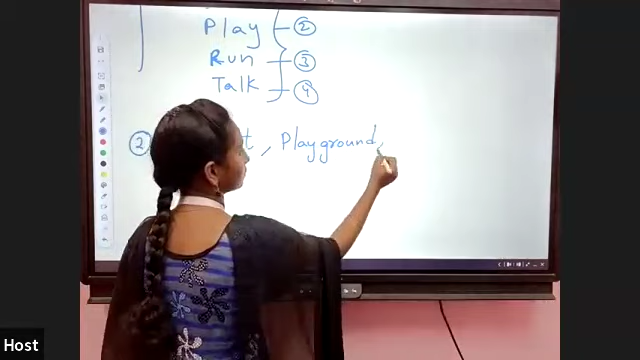 Play - ②
Run - ③
Talk - ④
② , Playground,
Host